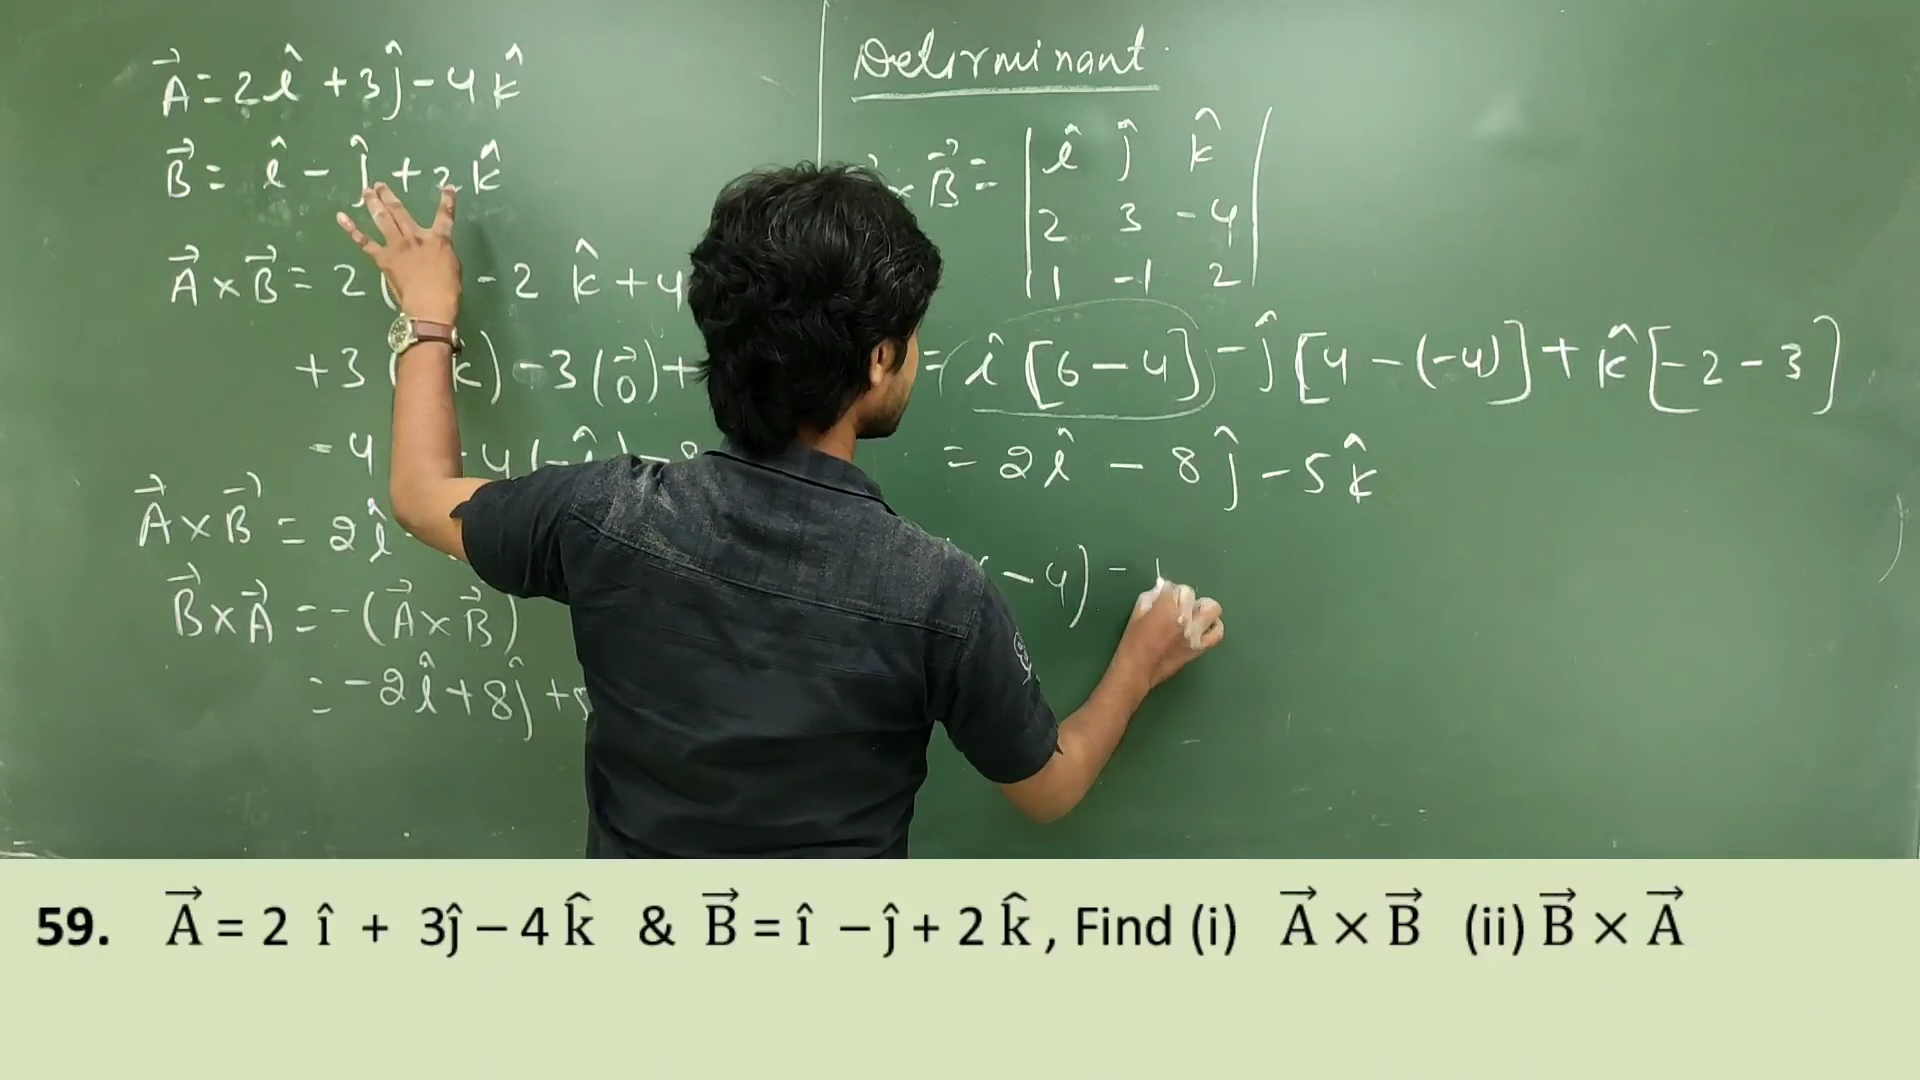 A⃗ = 2î + 3ĵ - 4k̂
B⃗ = î - ĵ + 2k̂
A⃗ × B⃗ = 2( - 2 k̂ + 4
+3 ( k̂) - 3(0⃗) +
= 4 - 4(-î) - 8
A⃗ × B⃗ = 2î
B⃗ × A⃗ = -(A⃗ × B⃗)
= -2î + 8ĵ + 5
Determinant
× B⃗ = | î ĵ k̂ |
| 2 3 -4 |
| 1 -1 2 |
= î [6 - 4] - ĵ [4 - (-4)] + k̂ [-2 - 3]
= 2î - 8ĵ - 5k̂
( - 4) -
59. A⃗ = 2 î + 3ĵ – 4 k̂ & B⃗ = î – ĵ + 2 k̂ , Find (i) A⃗ × B⃗ (ii) B⃗ × A⃗